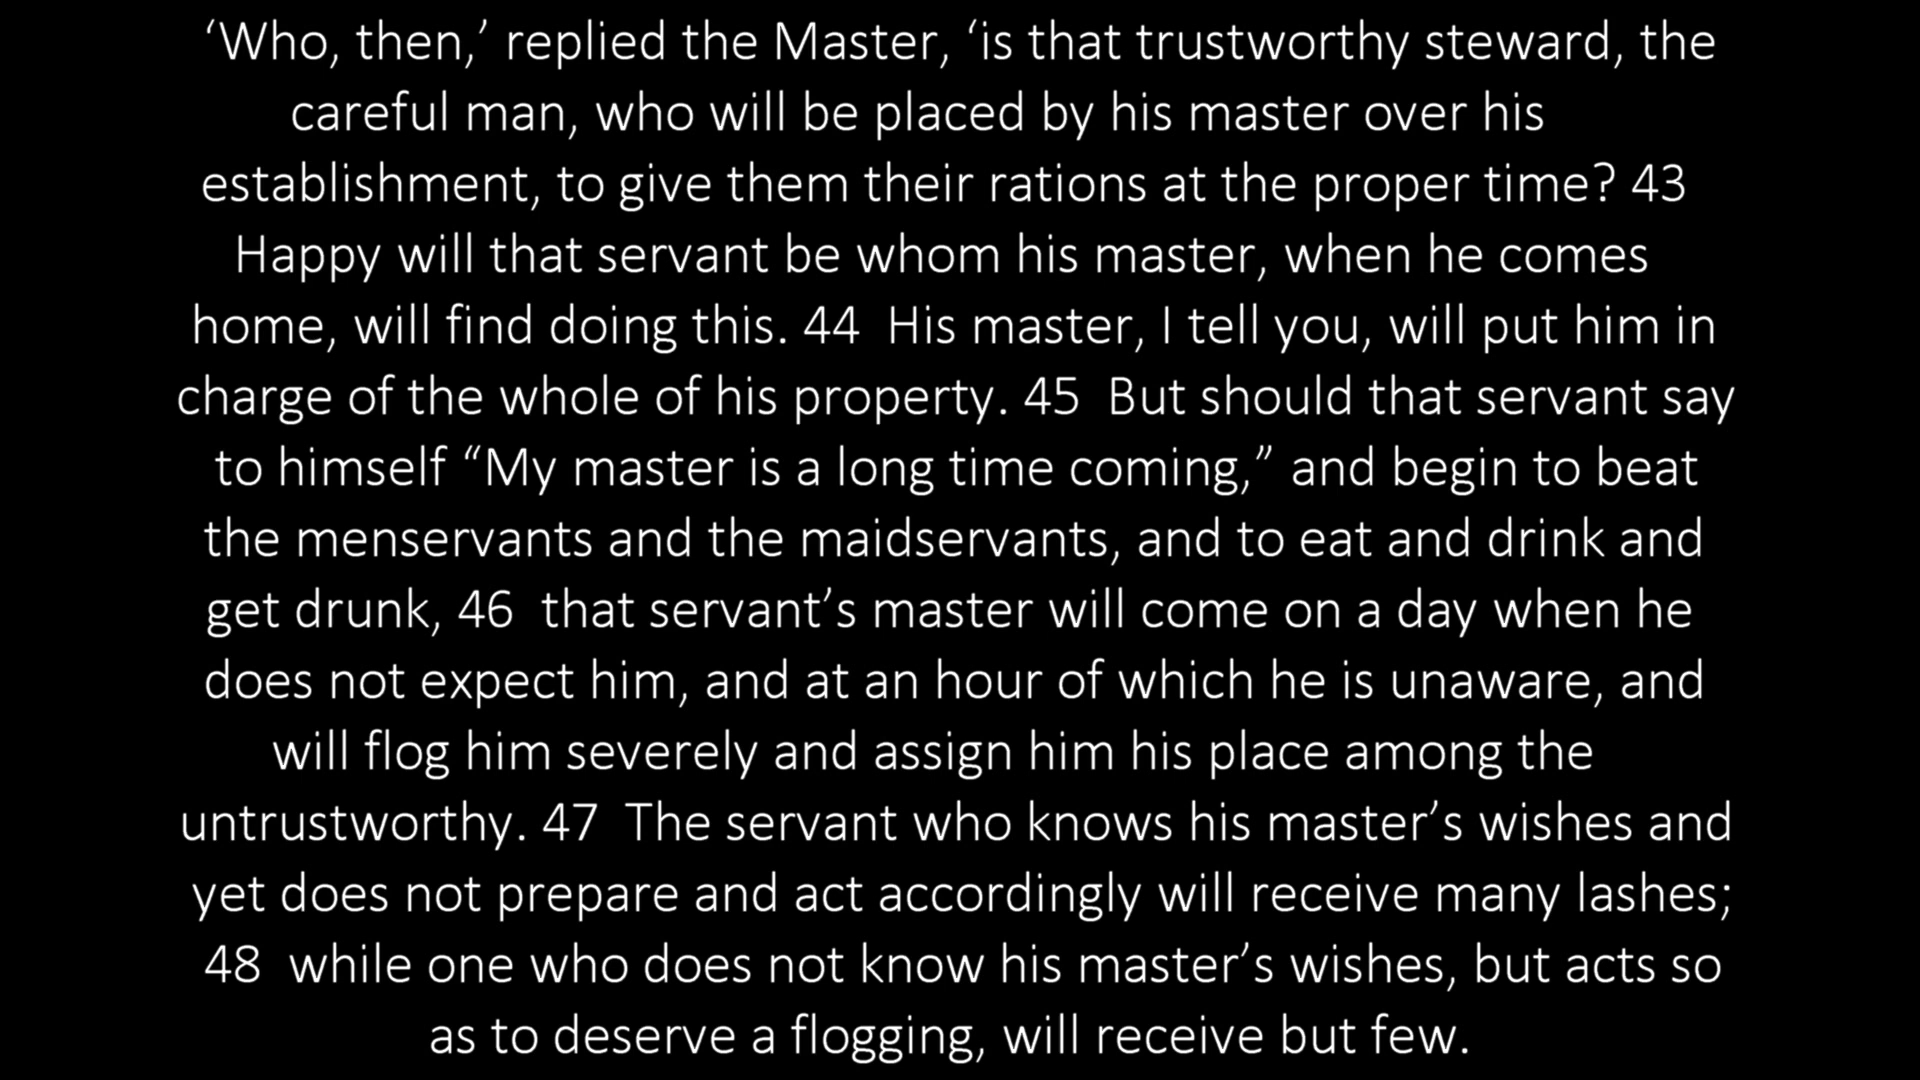 ‘Who, then,’ replied the Master, ‘is that trustworthy steward, the
careful man, who will be placed by his master over his
establishment, to give them their rations at the proper time? 43
Happy will that servant be whom his master, when he comes
home, will find doing this. 44  His master, I tell you, will put him in
charge of the whole of his property. 45  But should that servant say
to himself “My master is a long time coming,” and begin to beat
the menservants and the maidservants, and to eat and drink and
get drunk, 46  that servant’s master will come on a day when he
does not expect him, and at an hour of which he is unaware, and
will flog him severely and assign him his place among the
untrustworthy. 47  The servant who knows his master’s wishes and
yet does not prepare and act accordingly will receive many lashes;
48  while one who does not know his master’s wishes, but acts so
as to deserve a flogging, will receive but few.